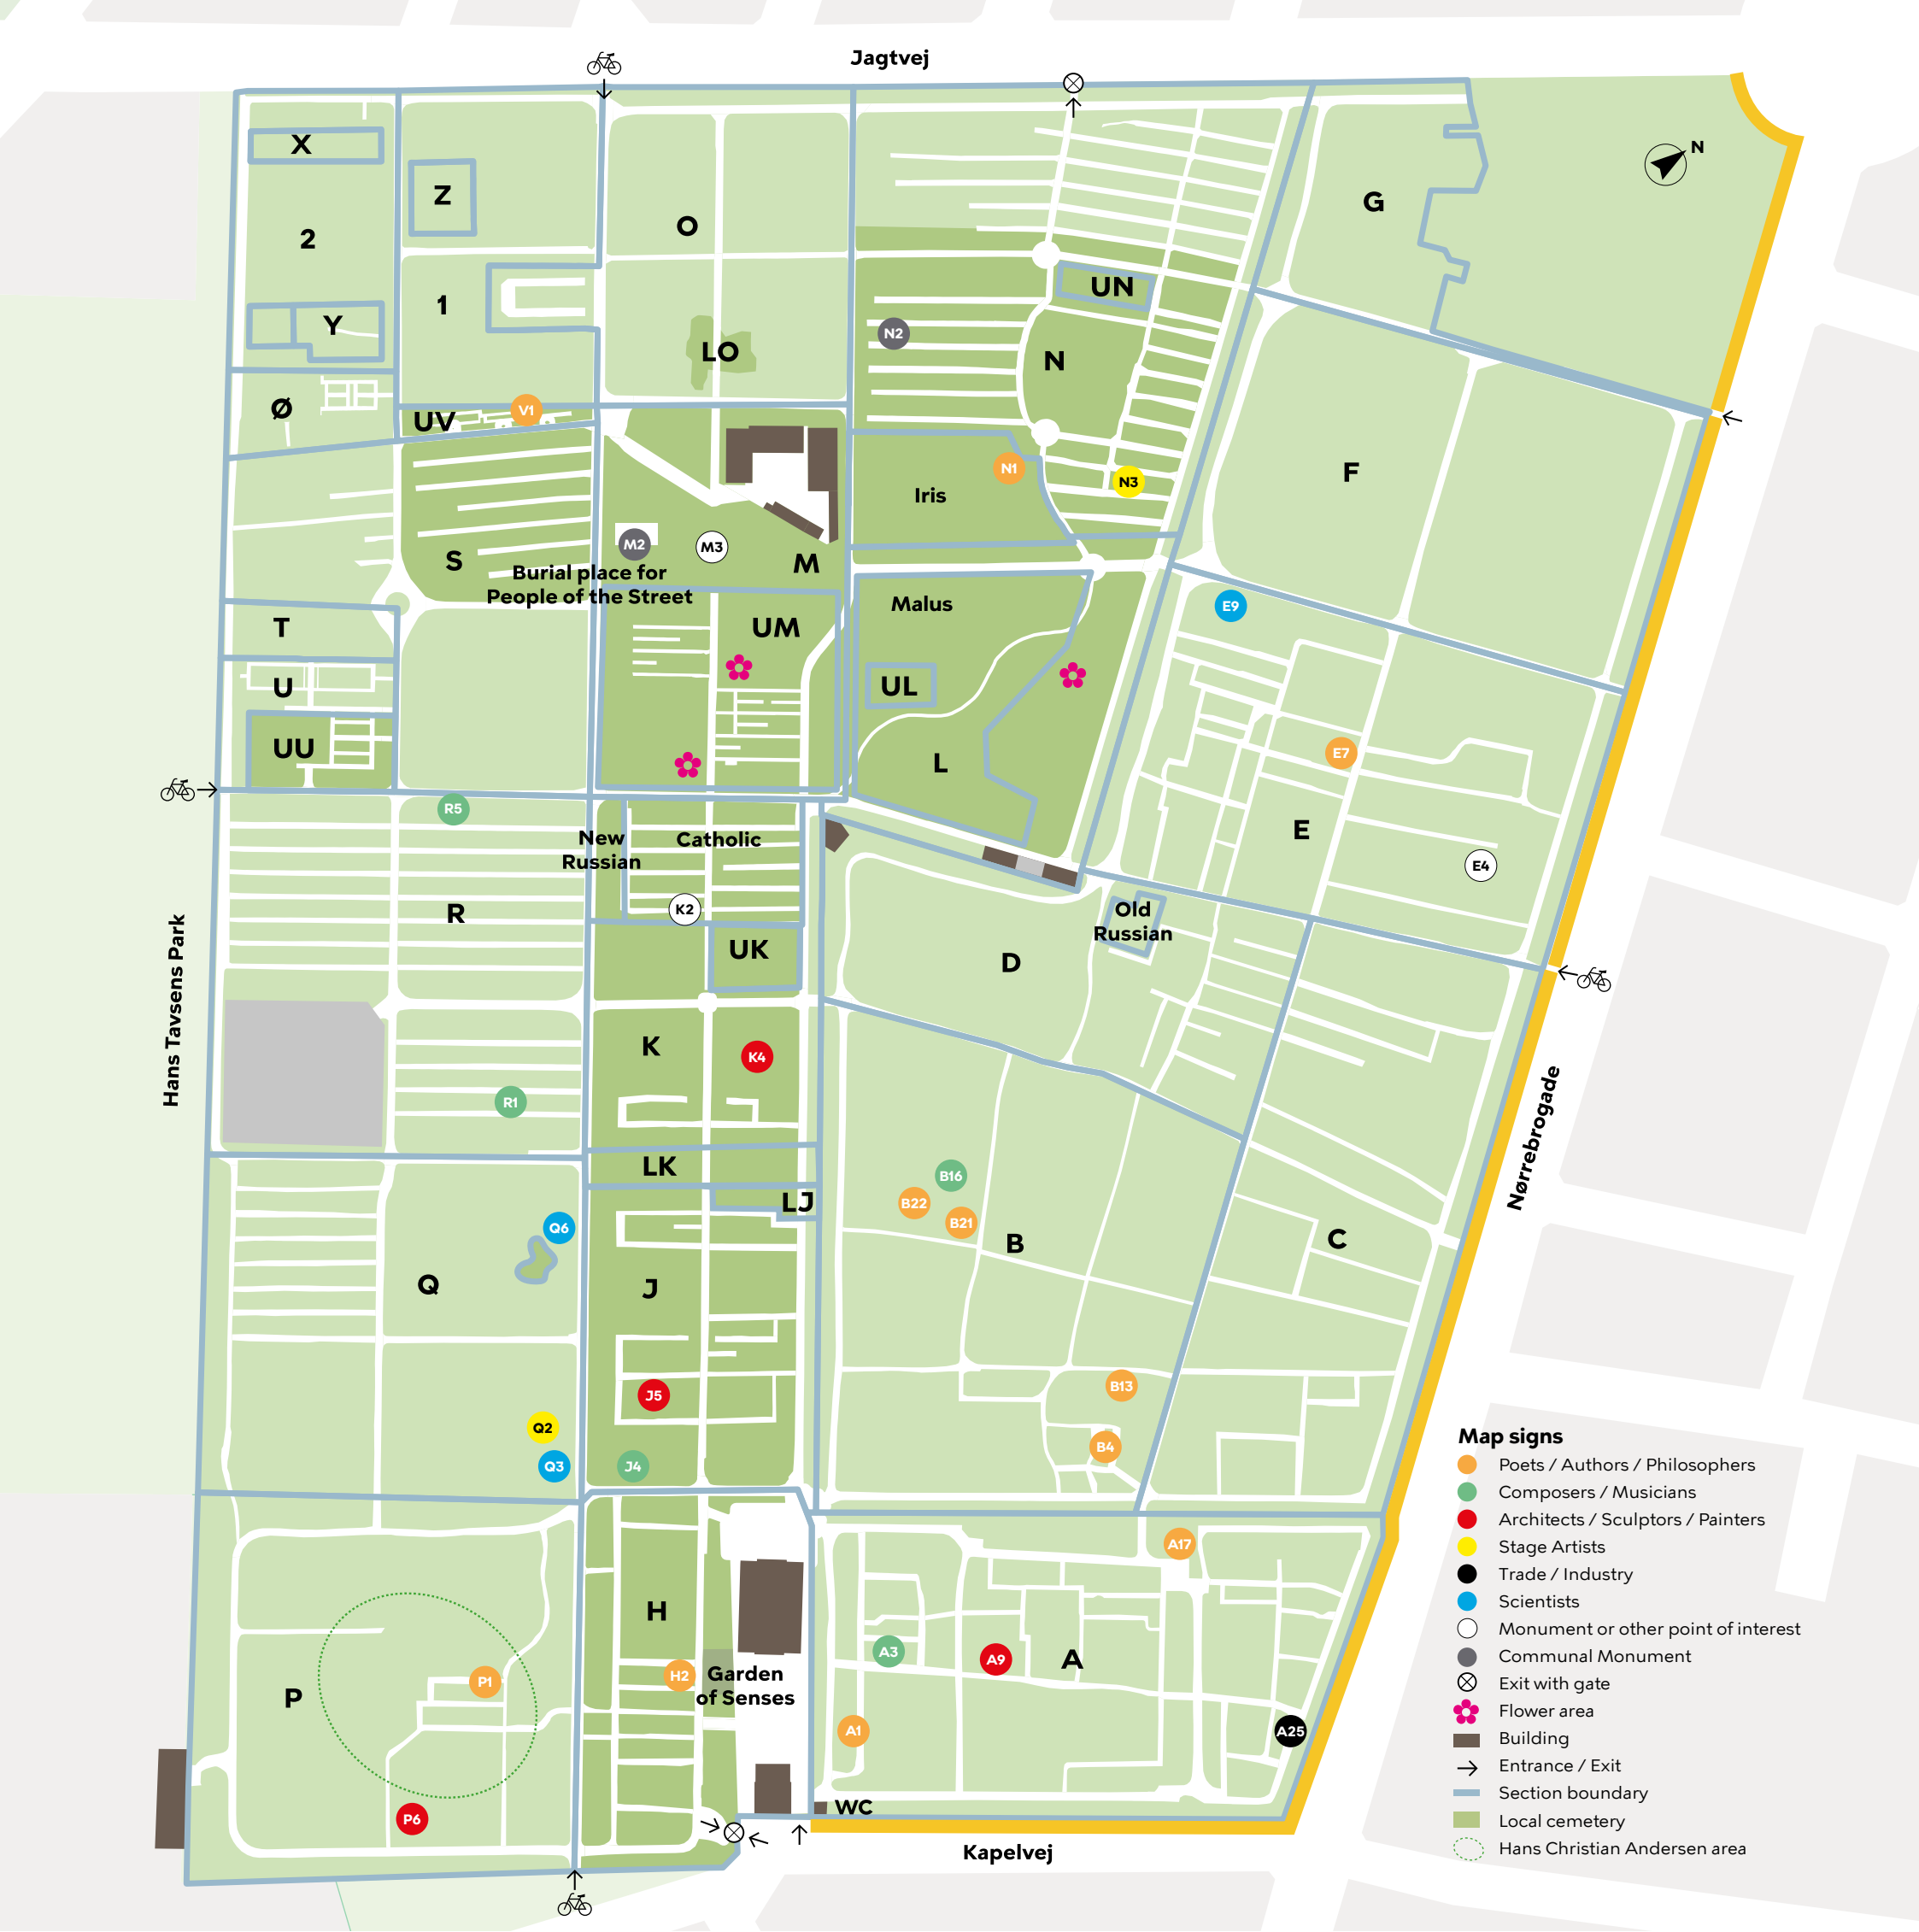 Jagtvej
N
X
Z
G
O
2
UN
1
Y
N2
LO
N
Ø
V1
UV
F
N1
N3
Iris
S
M2
M3
M
Burial place for
People of the Street
Malus
E9
T
UM
U
UL
UU
L
E7
R5
New
Russian
Catholic
E
E4
K2
Old
Russian
R
UK
D
Hans Tavsens Park
K
K4
R1
Nørrebrogade
LK
B16
LJ
B22
B21
Q6
B
C
Q
J
J5
B13
Q2
B4
Q3
J4
A17
H
A3
A9
A
H2
Garden
of Senses
P1
P
A1
A25
P6
WC
Kapelvej
Map signs
Poets / Authors / Philosophers
Composers / Musicians
Architects / Sculptors / Painters
Stage Artists
Trade / Industry
Scientists
Monument or other point of interest
Communal Monument
Exit with gate
Flower area
Building
Entrance / Exit
Section boundary
Local cemetery
Hans Christian Andersen area